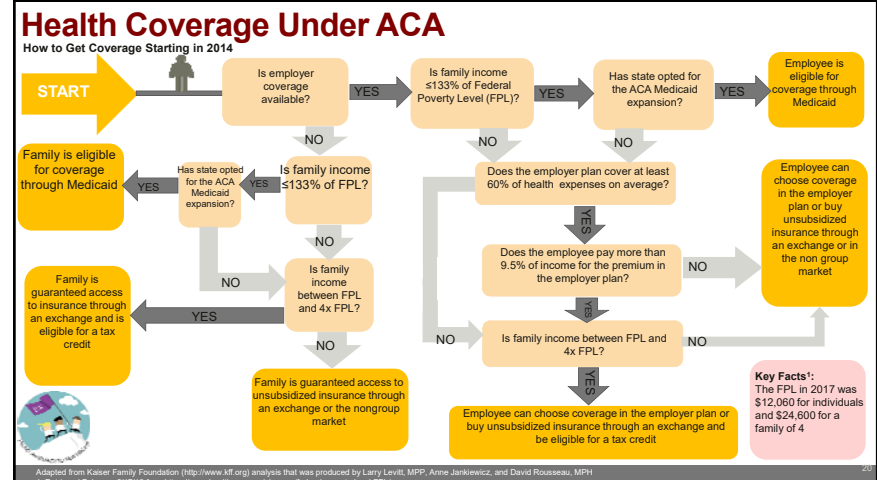 Health Coverage Under ACA
How to Get Coverage Starting in 2014
START
Is employer
coverage
available?
YES
Is family income
≤133% of Federal
Poverty Level (FPL)?
YES
Has state opted for
the ACA Medicaid
expansion?
YES
Employee is
eligible for
coverage through
Medicaid
NO
NO
NO
Family is eligible
for coverage
through Medicaid
YES
Has state opted
for the ACA
Medicaid
expansion?
YES
Is family income
≤133% of FPL?
Does the employer plan cover at least
60% of health expenses on average?
Employee can
choose coverage
in the employer
plan or buy
unsubsidized
insurance through
an exchange or in
the non group
market
YES
NO
NO
Does the employee pay more than
9.5% of income for the premium in
the employer plan?
NO
Family is
guaranteed access
to insurance through
an exchange and is
eligible for a tax
credit
YES
Is family
income
between FPL
and 4x FPL?
YES
NO
Is family income between FPL and
4x FPL?
NO
NO
YES
Family is guaranteed access to
unsubsidized insurance through
an exchange or the nongroup
market
Employee can choose coverage in the employer plan or
buy unsubsidized insurance through an exchange and
be eligible for a tax credit
Key Facts¹:
The FPL in 2017 was
$12,060 for individuals
and $24,600 for a
family of 4
Adapted from Kaiser Family Foundation (http://www.kff.org) analysis that was produced by Larry Levitt, MPP, Anne Jankiewicz, and David Rousseau, MPH
20